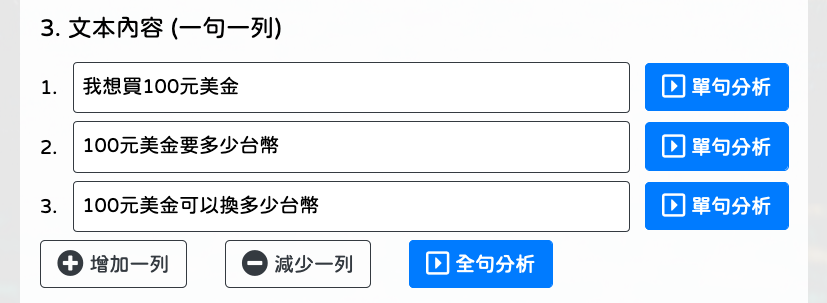 3. 文本內容 (一句一列)
1. 我想買100元美金 單句分析
2. 100元美金要多少台幣 單句分析
3. 100元美金可以換多少台幣 單句分析
增加一列 減少一列 全句分析